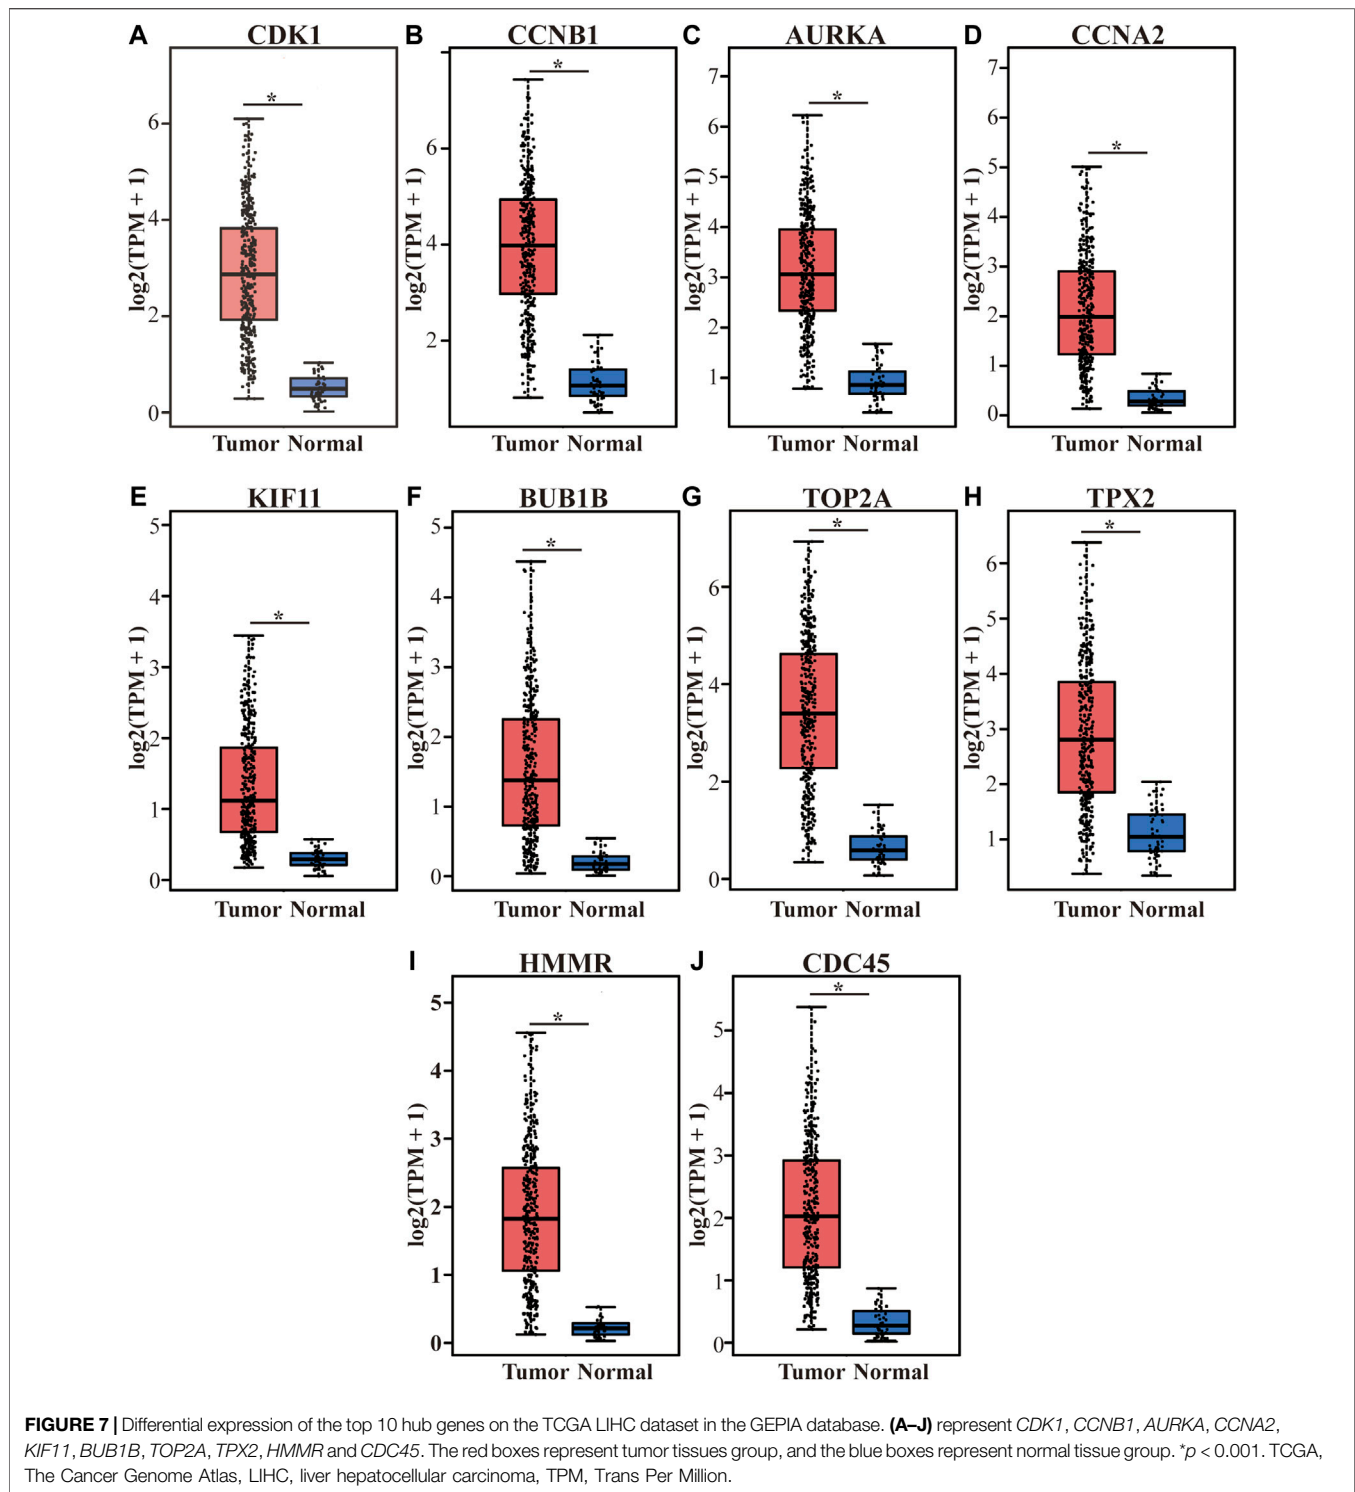 A CDK1 B CCNB1 C AURKA D CCNA2
* * * *
log2(TPM + 1) log2(TPM + 1) log2(TPM + 1) log2(TPM + 1)
6 4 2 0
6 4 2
7 6 5 4 3 2 1
7 6 5 4 3 2 1 0
Tumor Normal Tumor Normal Tumor Normal Tumor Normal
E KIF11 F BUB1B G TOP2A H TPX2
* * * *
log2(TPM + 1) log2(TPM + 1) log2(TPM + 1) log2(TPM + 1)
5 4 3 2 1 0
5 4 3 2 1 0
6 4 2 0
6 5 4 3 2 1
Tumor Normal Tumor Normal Tumor Normal Tumor Normal
I HMMR J CDC45
* *
log2(TPM + 1) log2(TPM + 1)
5 4 3 2 1 0
5 4 3 2 1 0
Tumor Normal Tumor Normal
FIGURE 7 | Differential expression of the top 10 hub genes on the TCGA LIHC dataset in the GEPIA database. (A–J) represent CDK1, CCNB1, AURKA, CCNA2,
KIF11, BUB1B, TOP2A, TPX2, HMMR and CDC45. The red boxes represent tumor tissues group, and the blue boxes represent normal tissue group. *p < 0.001. TCGA,
The Cancer Genome Atlas, LIHC, liver hepatocellular carcinoma, TPM, Trans Per Million.